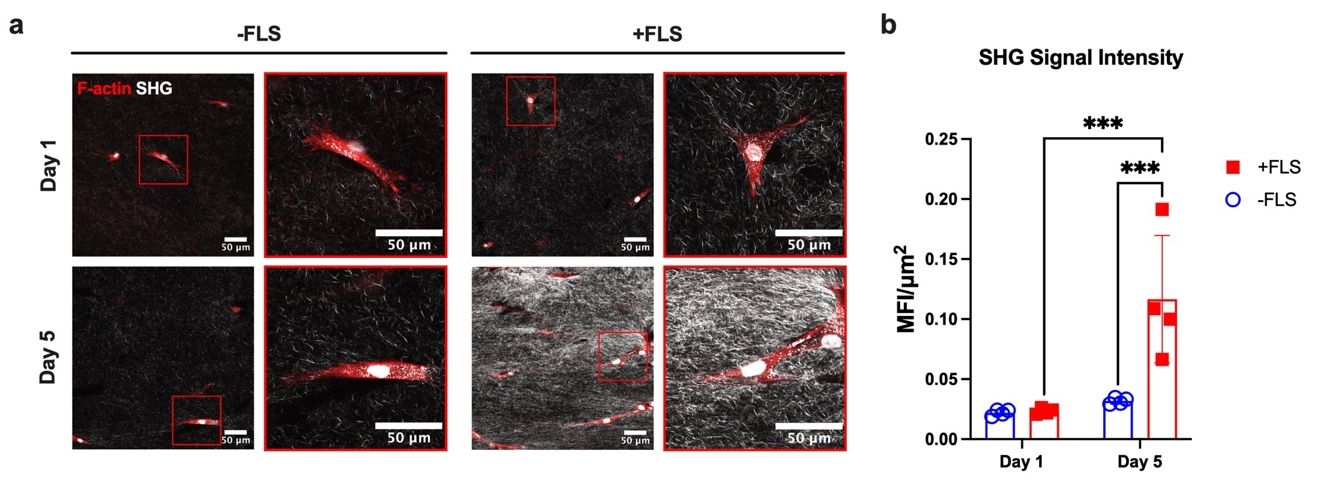 a
-FLS
+FLS
Day 1
F-actin SHG
50 µm
50 µm
50 µm
50 µm
Day 5
50 µm
50 µm
50 µm
50 µm
b
SHG Signal Intensity
MFI/µm²
0.25
0.20
0.15
0.10
0.05
0.00
***
***
+FLS
-FLS
Day 1
Day 5